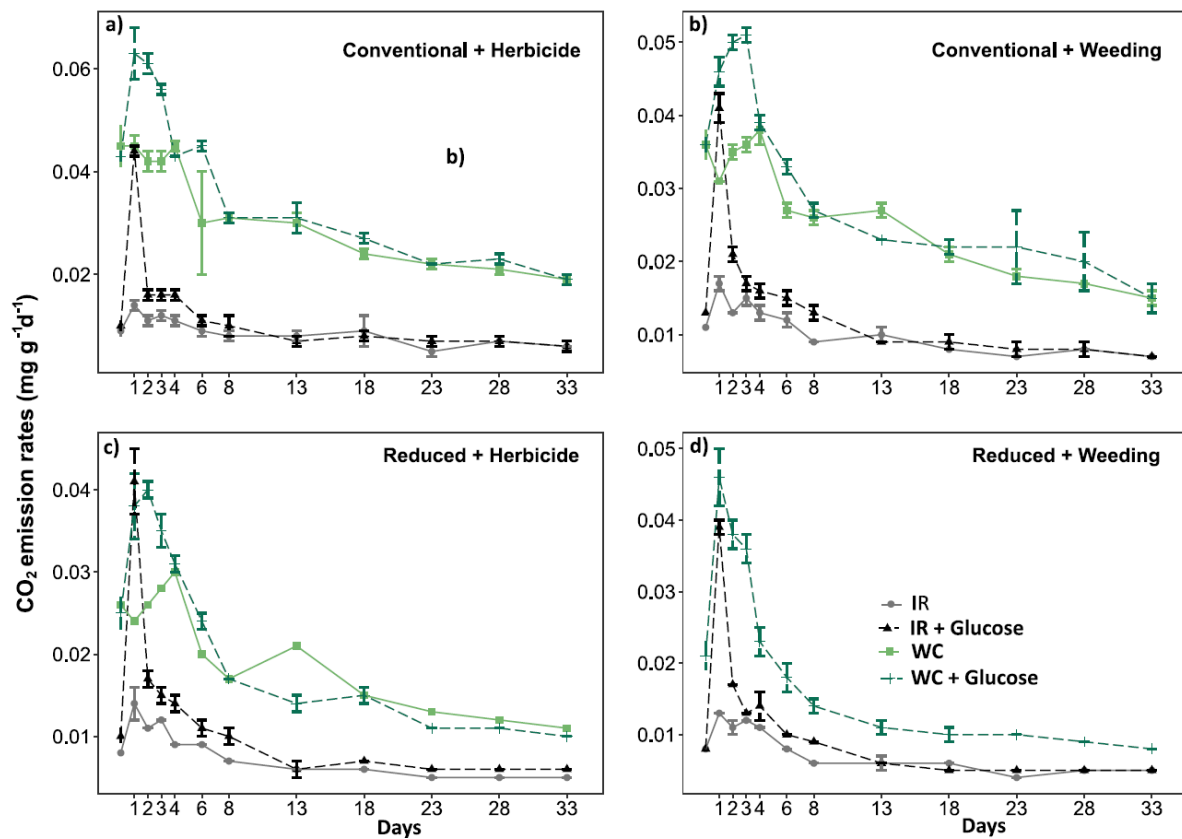 a)
Conventional + Herbicide
b)
0.06
0.04
0.02
1 2 3 4 6 8 13 18 23 28 33
b)
Conventional + Weeding
0.05
0.04
0.03
0.02
0.01
1 2 3 4 6 8 13 18 23 28 33
CO₂ emission rates (mg g⁻¹d⁻¹)
c)
Reduced + Herbicide
0.04
0.03
0.02
0.01
1 2 3 4 6 8 13 18 23 28 33
Days
d)
Reduced + Weeding
0.05
0.04
0.03
0.02
0.01
IR
IR + Glucose
WC
WC + Glucose
1 2 3 4 6 8 13 18 23 28 33
Days